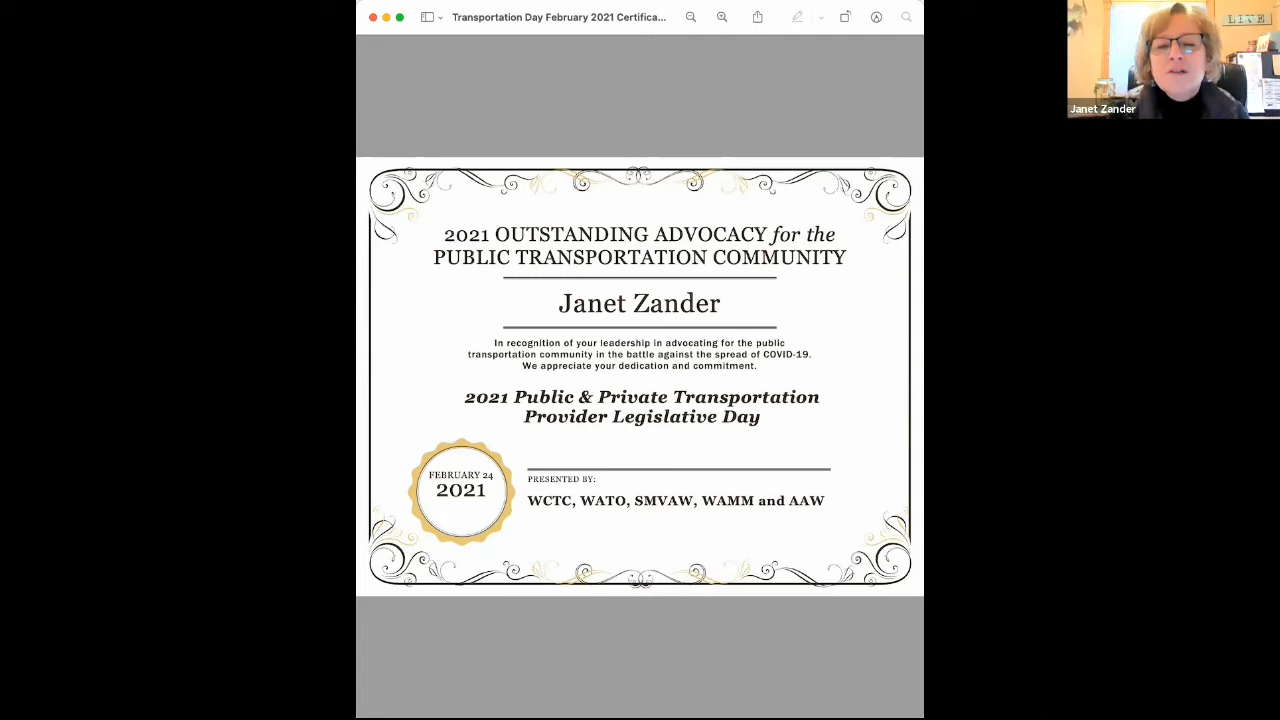 Transportation Day February 2021 Certifica...
LIVE
Janet Zander
2021 OUTSTANDING ADVOCACY for the
PUBLIC TRANSPORTATION COMMUNITY
Janet Zander
In recognition of your leadership in advocating for the public
transportation community in the battle against the spread of COVID-19.
We appreciate your dedication and commitment.
2021 Public & Private Transportation
Provider Legislative Day
FEBRUARY 24
2021
PRESENTED BY:
WCTC, WATO, SMVAW, WAMM and AAW